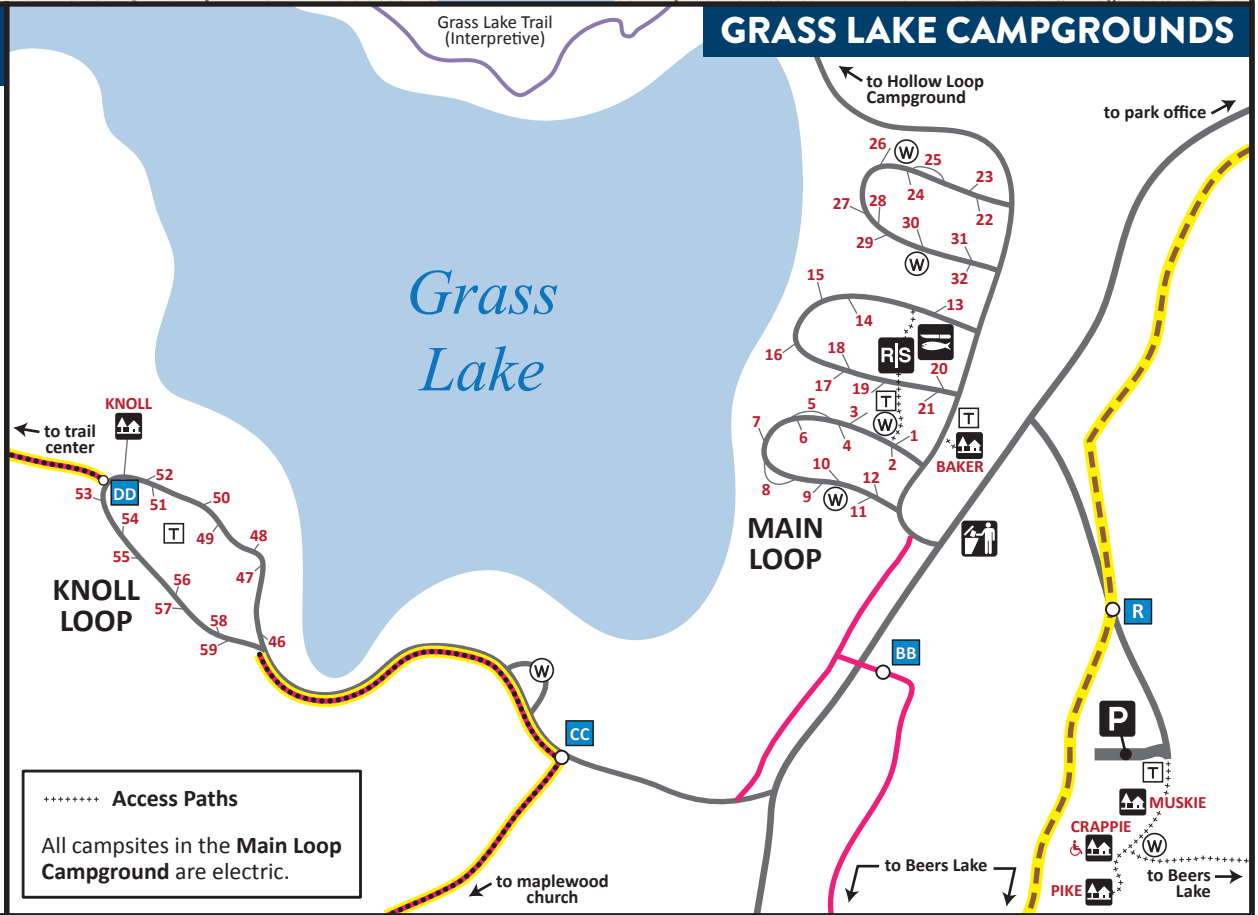 Grass Lake Trail
(Interpretive)
GRASS LAKE CAMPGROUNDS
to Hollow Loop
Campground
to park office
26
W
25
23
24
22
27
28
30
29
W
31
32
15
14
13
16
18
17
R|S
19
20
21
T
W
T
5
3
7
6
4
1
2
BAKER
10
12
8
9
W
11
MAIN
LOOP
Grass
Lake
KNOLL
to trail
center
52
53
DD
51
50
54
T
49
48
55
47
56
57
KNOLL
LOOP
58
59
46
W
CC
BB
R
P
T
MUSKIE
CRAPPIE
W
PIKE
to Beers
Lake
to Beers Lake
to maplewood
church
Access Paths
All campsites in the Main Loop
Campground are electric.